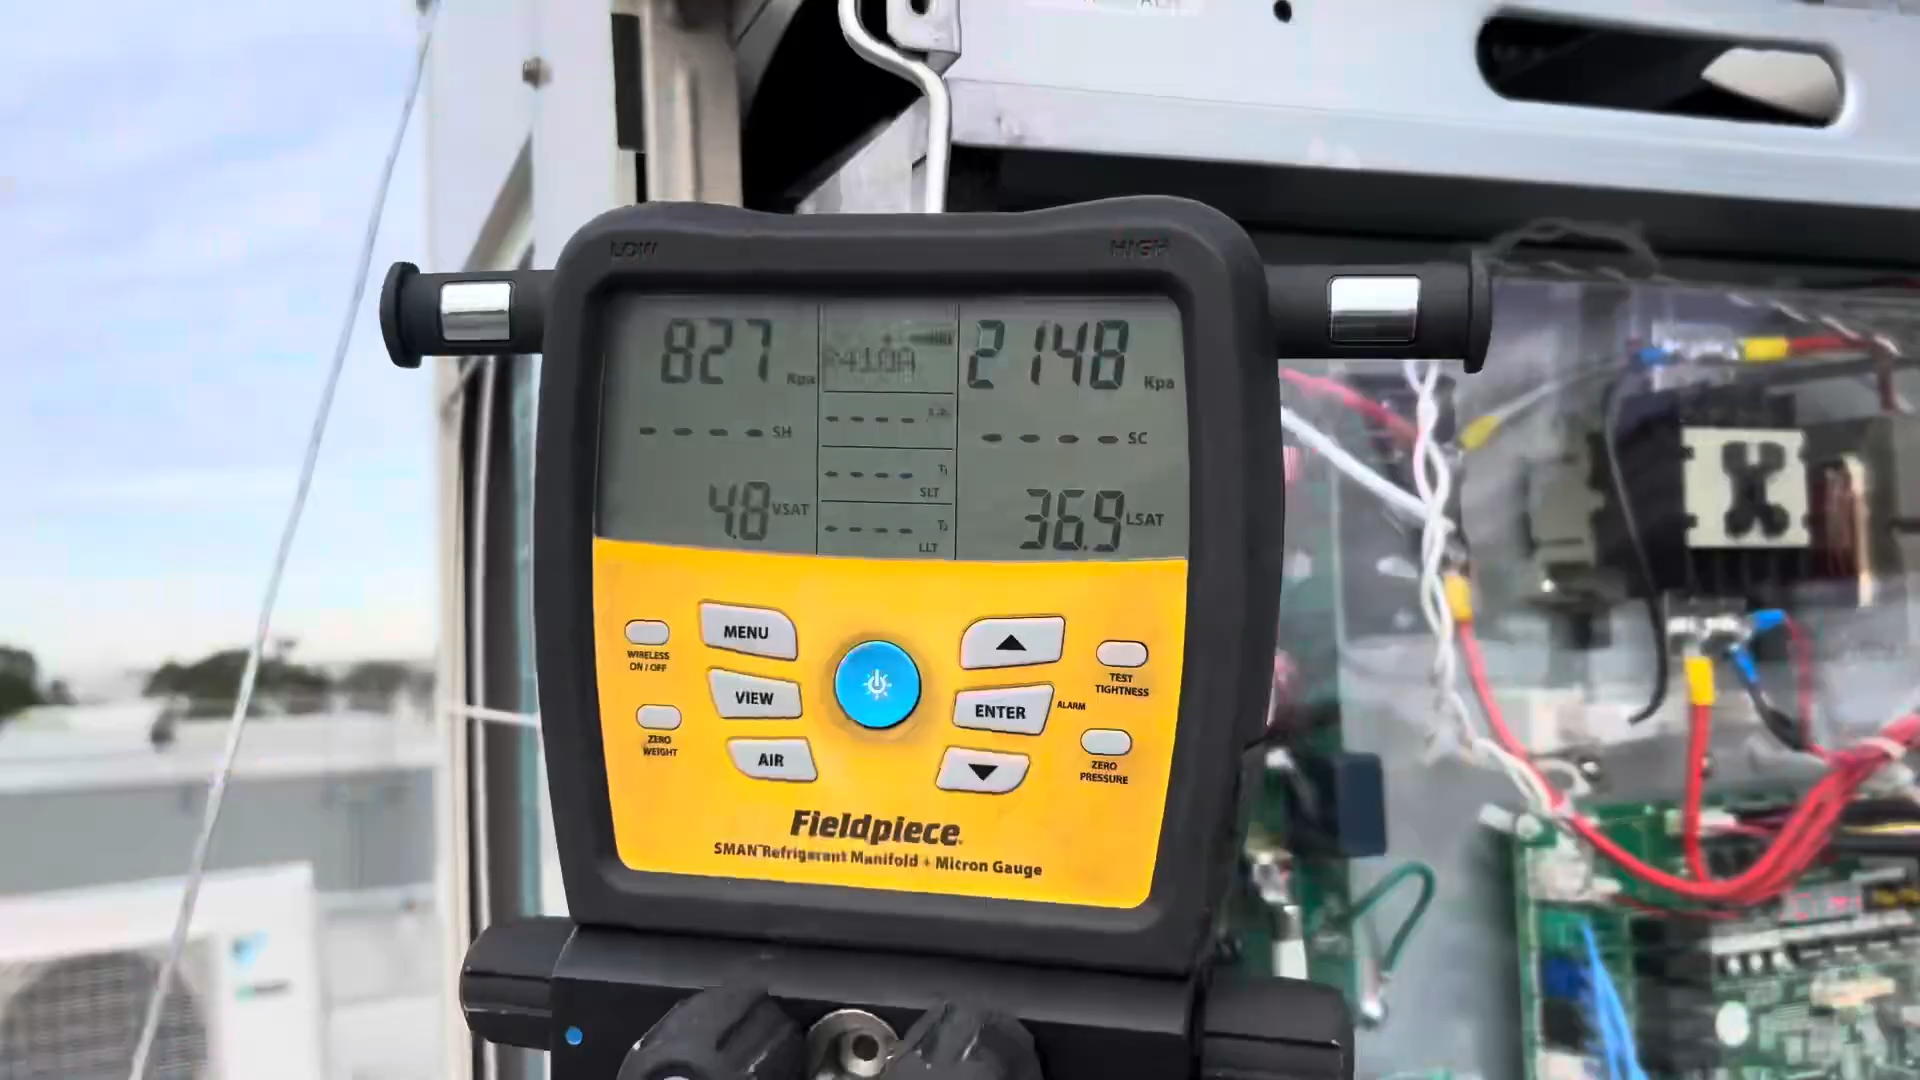 LOW
HIGH
827 Kpa
R410A
2148 Kpa
- - - - SH
- - - -
- - - - SC
4.8 VSAT
- - - - T1
SLT
36.9 LSAT
- - - - T2
LLT
WIRELESS
ON / OFF
MENU
▲
TEST
TIGHTNESS
VIEW
ENTER
ALARM
ZERO
WEIGHT
AIR
▼
ZERO
PRESSURE
Fieldpiece
SMAN™ Refrigerant Manifold + Micron Gauge